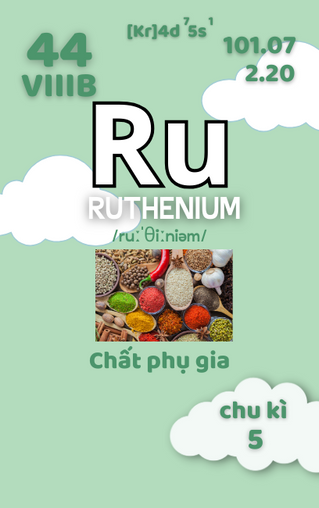 44
VIIIB
[Kr]4d⁷5s¹
101.07
2.20
Ru
RUTHENIUM
/ruːˈθiːniəm/
Chất phụ gia
chu kì
5